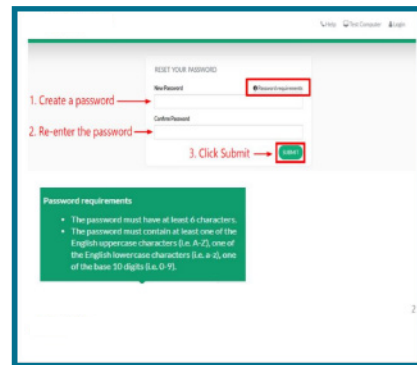 Help Test Computer Login
RESET YOUR PASSWORD
New Password Password requirements
1. Create a password
Confirm Password
2. Re-enter the password
3. Click Submit SUBMIT
Password requirements
• The password must have at least 6 characters.
• The password must contain at least one of the
English uppercase characters (i.e. A-Z), one of
the English lowercase characters (i.e. a-z), one
of the base 10 digits (i.e. 0-9).
2